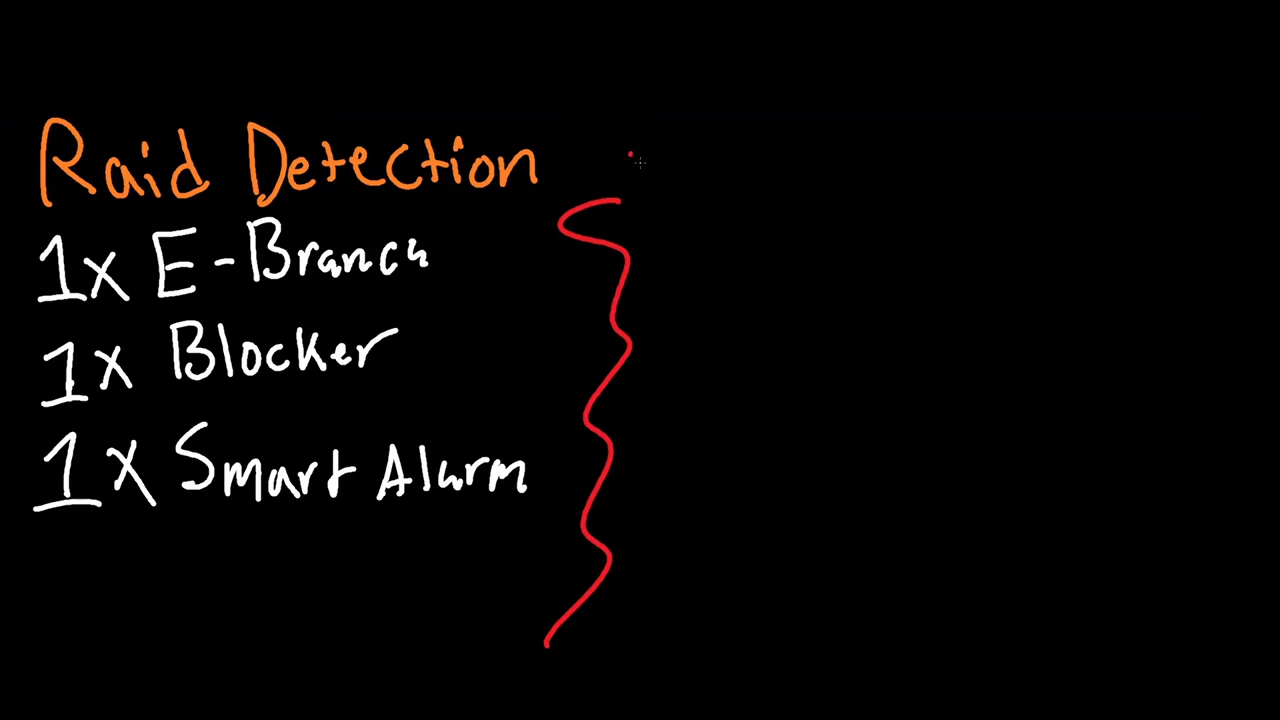 Raid Detection
1x E-Branch
1x Blocker
1x Smart Alarm